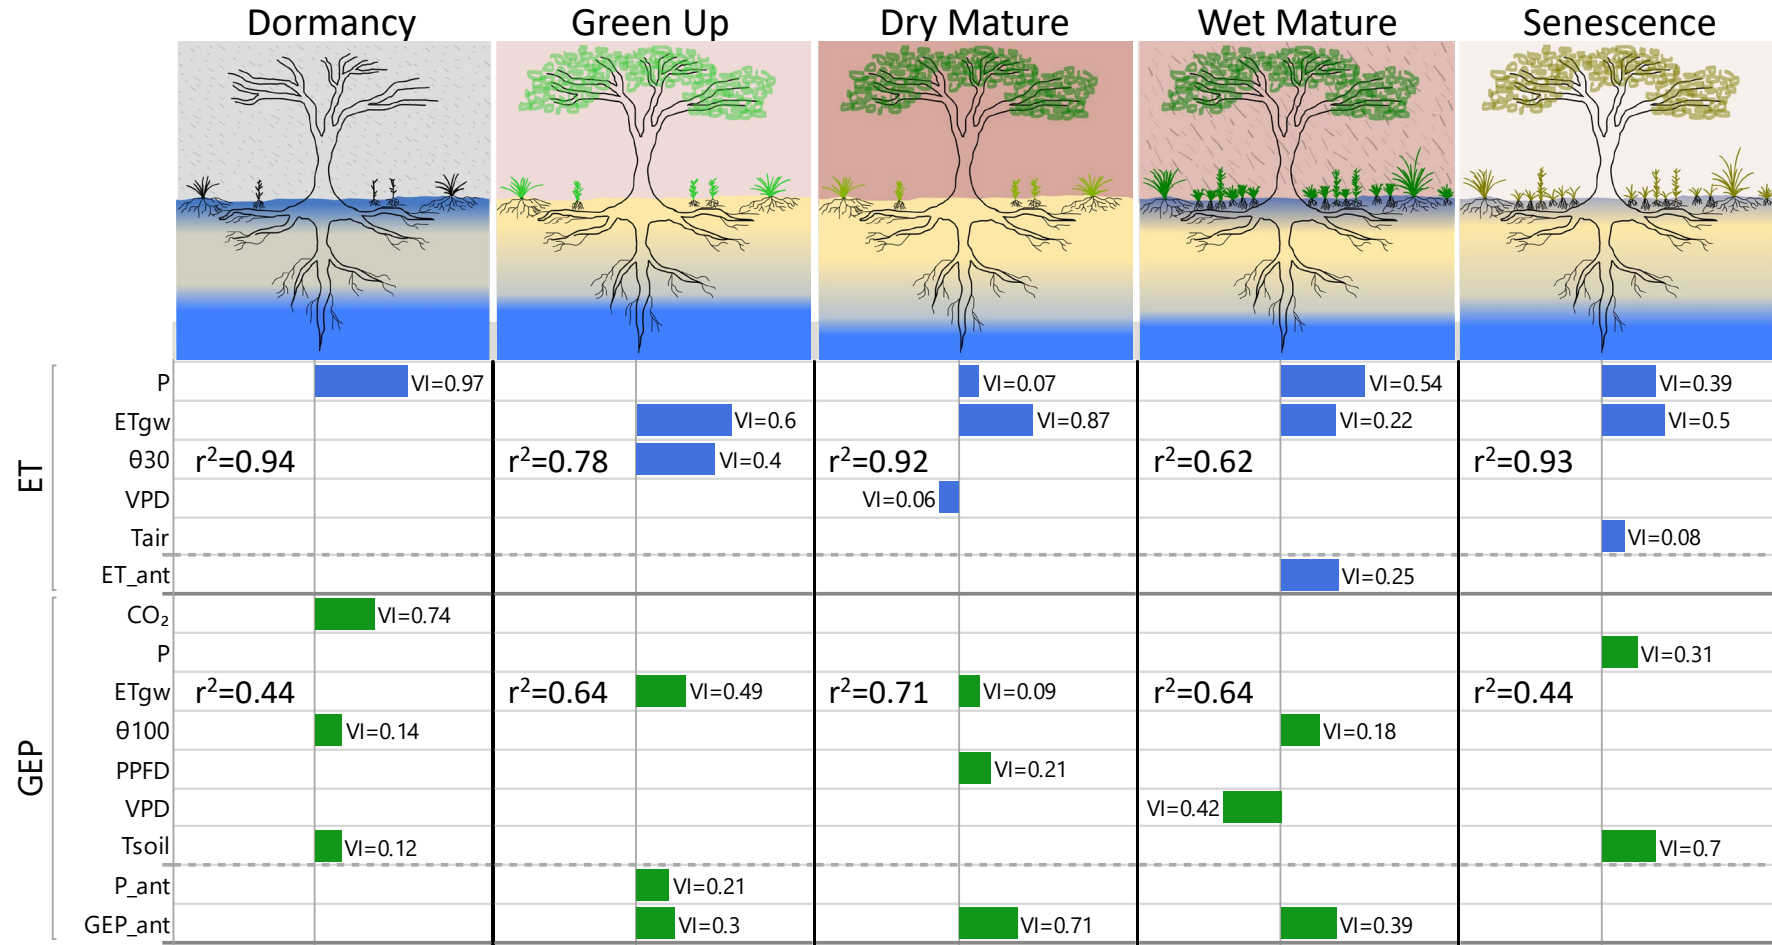 Dormancy Green Up Dry Mature Wet Mature Senescence
ET
P VI=0.97 VI=0.07 VI=0.54 VI=0.39
ETgw VI=0.6 VI=0.87 VI=0.22 VI=0.5
θ30 r²=0.94 r²=0.78 VI=0.4 r²=0.92 r²=0.62 r²=0.93
VPD VI=0.06
Tair VI=0.08
ET_ant VI=0.25
GEP
CO₂ VI=0.74
P VI=0.31
ETgw r²=0.44 r²=0.64 VI=0.49 r²=0.71 VI=0.09 r²=0.64 r²=0.44
θ100 VI=0.14 VI=0.18
PPFD VI=0.21
VPD VI=0.42
Tsoil VI=0.12 VI=0.7
P_ant VI=0.21
GEP_ant VI=0.3 VI=0.71 VI=0.39